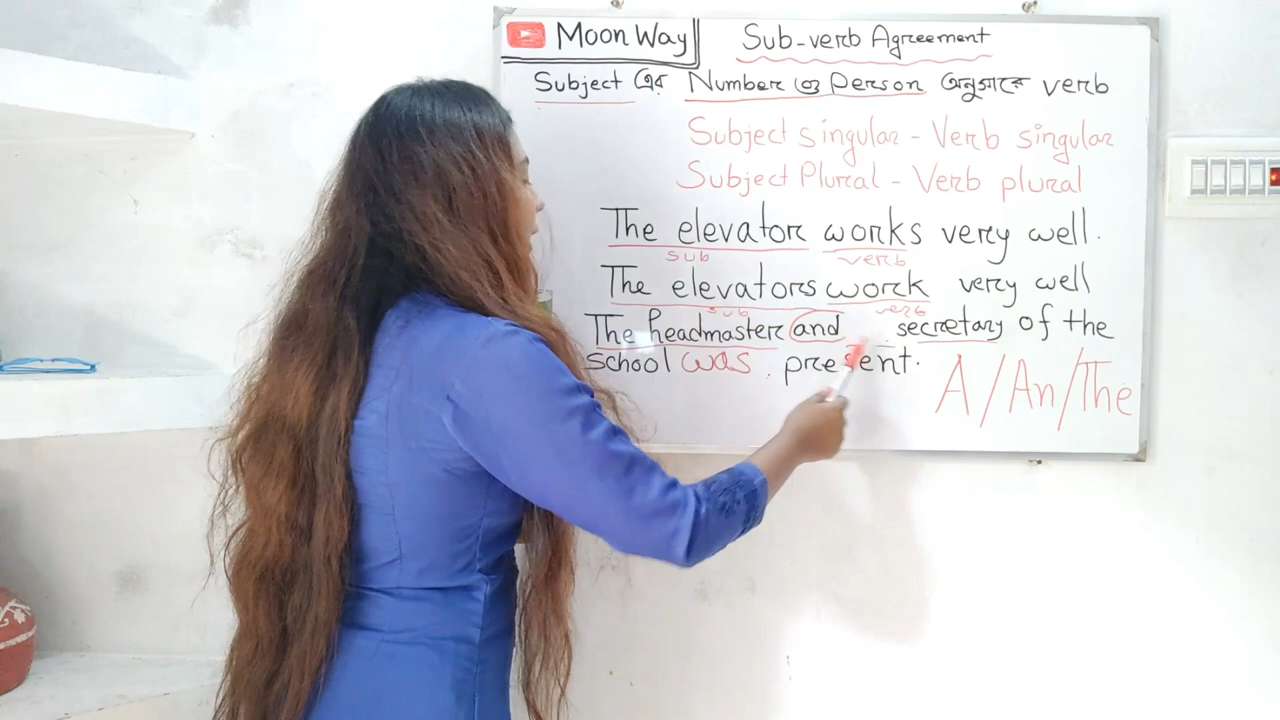 Moon Way
Sub-verb Agreement
Subject এর Number ও Person অনুসারে verb
Subject singular - Verb singular
Subject Plural - Verb plural
The elevator works very well.
sub verb
The elevators work very well
sub verb
The headmaster and secretary of the
school was. present.
A/An/The